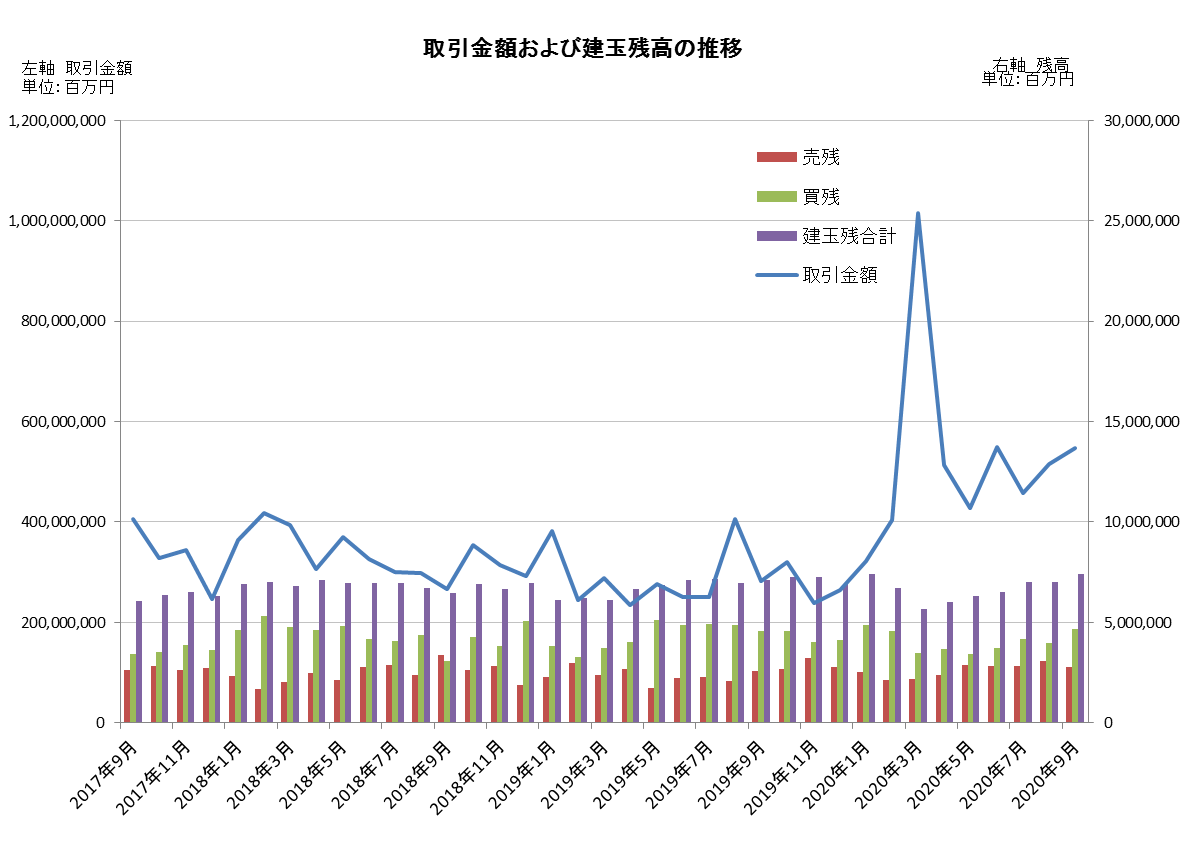 取引金額および建玉残高の推移
左軸 取引金額
単位：百万円
右軸 残高
単位：百万円
1,200,000,000
1,000,000,000
800,000,000
600,000,000
400,000,000
200,000,000
0
30,000,000
25,000,000
20,000,000
15,000,000
10,000,000
5,000,000
0
売残
買残
建玉残合計
取引金額
2017年9月
2017年11月
2018年1月
2018年3月
2018年5月
2018年7月
2018年9月
2018年11月
2019年1月
2019年3月
2019年5月
2019年7月
2019年9月
2019年11月
2020年1月
2020年3月
2020年5月
2020年7月
2020年9月